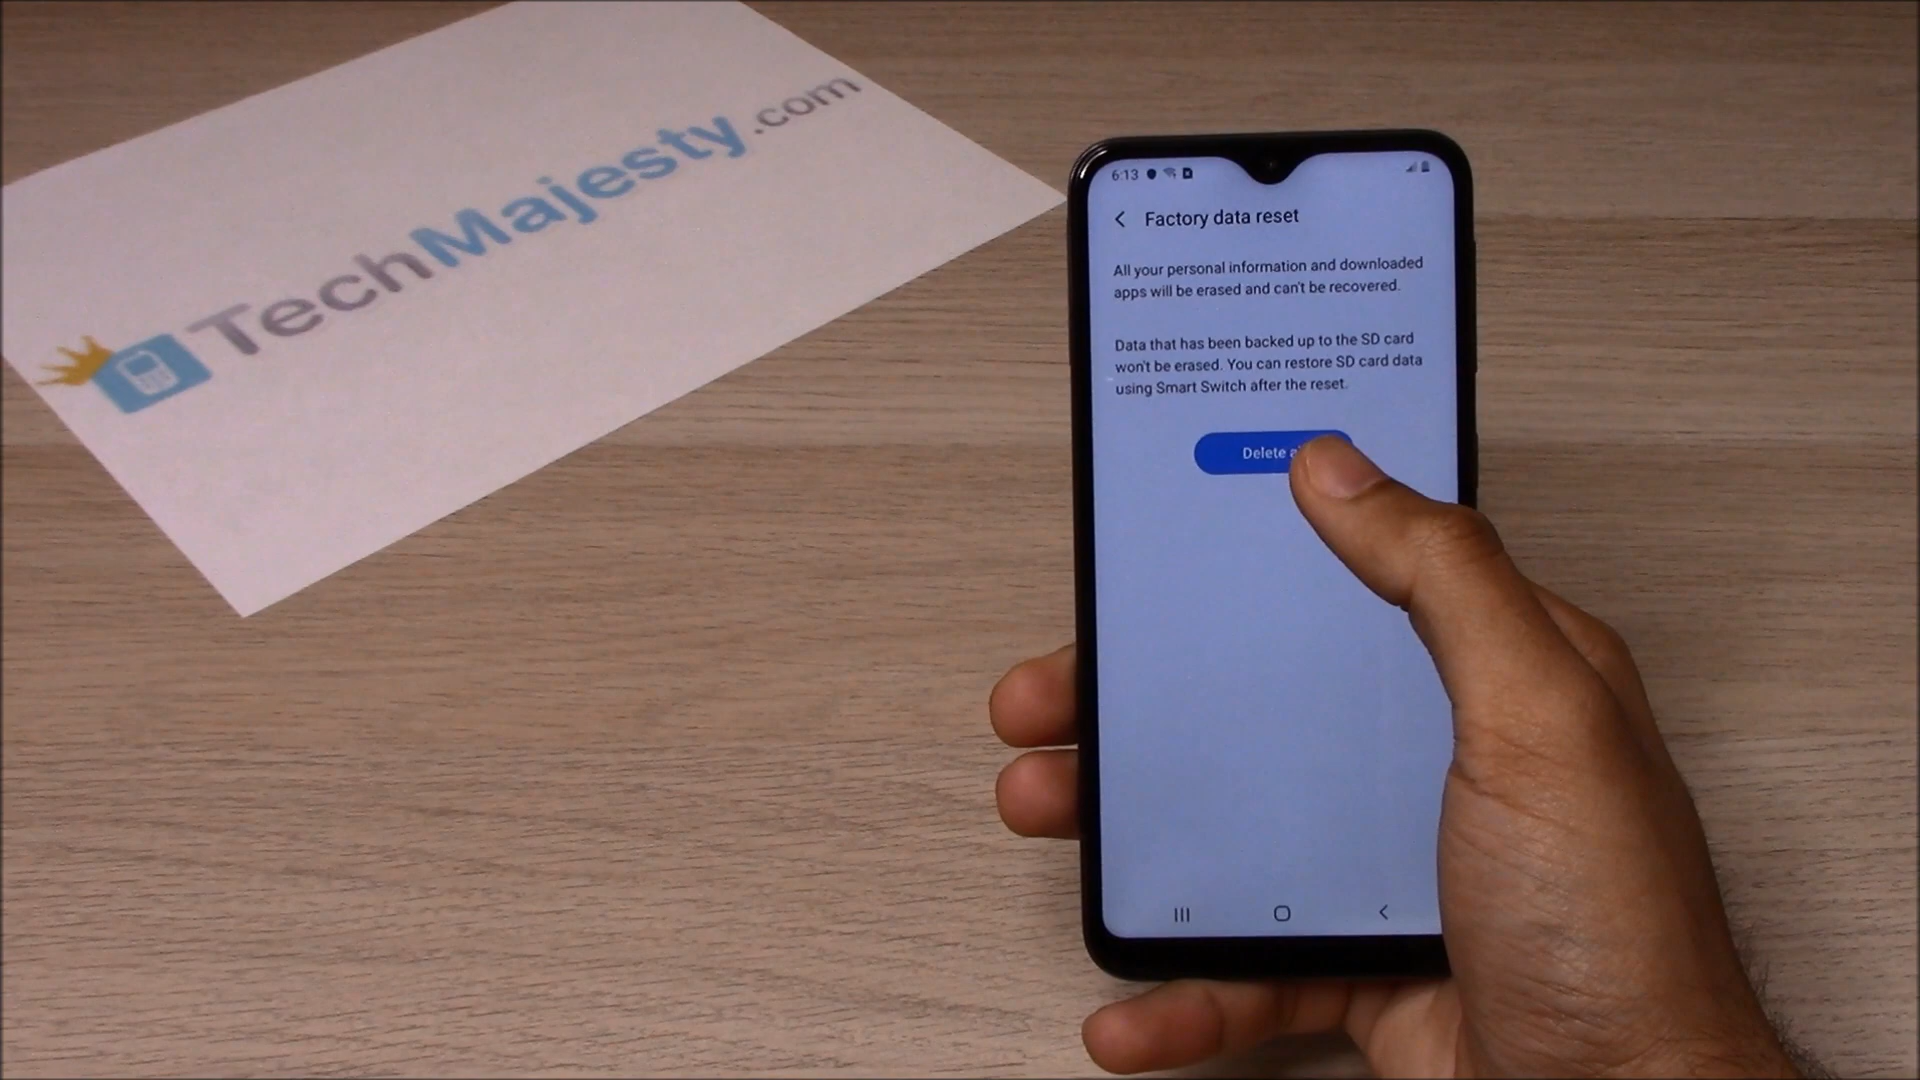 TechMajesty.com
6:13
Factory data reset
All your personal information and downloaded
apps will be erased and can't be recovered.
Data that has been backed up to the SD card
won't be erased. You can restore SD card data
using Smart Switch after the reset.
Delete